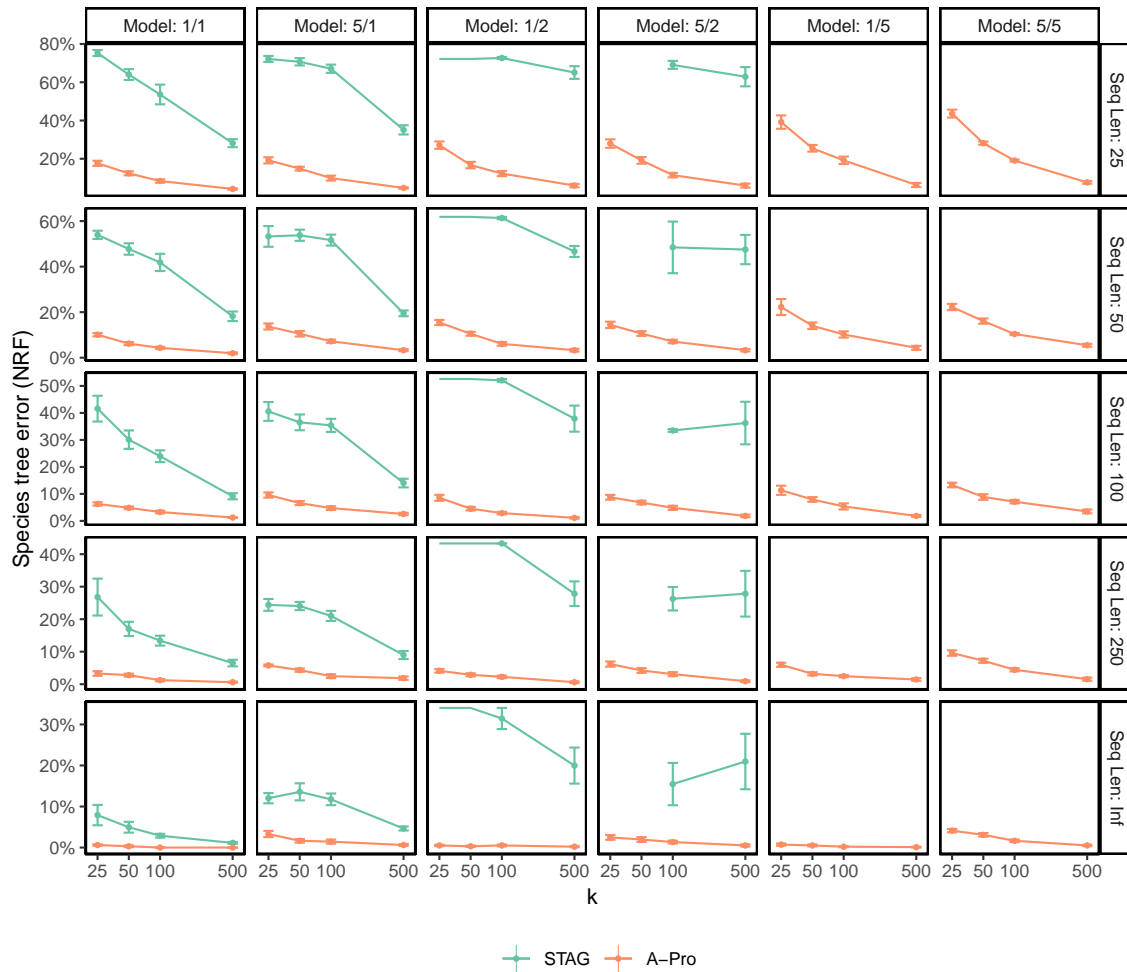 Model: 1/1 Model: 5/1 Model: 1/2 Model: 5/2 Model: 1/5 Model: 5/5
80%
60%
40%
20%
Seq Len: 25
60%
40%
20%
0%
Seq Len: 50
50%
40%
30%
20%
10%
0%
Seq Len: 100
40%
30%
20%
10%
0%
Seq Len: 250
30%
20%
10%
0%
Seq Len: Inf
Species tree error (NRF)
25 50 100 500 25 50 100 500 25 50 100 500 25 50 100 500 25 50 100 500 25 50 100 500
k
STAG A−Pro